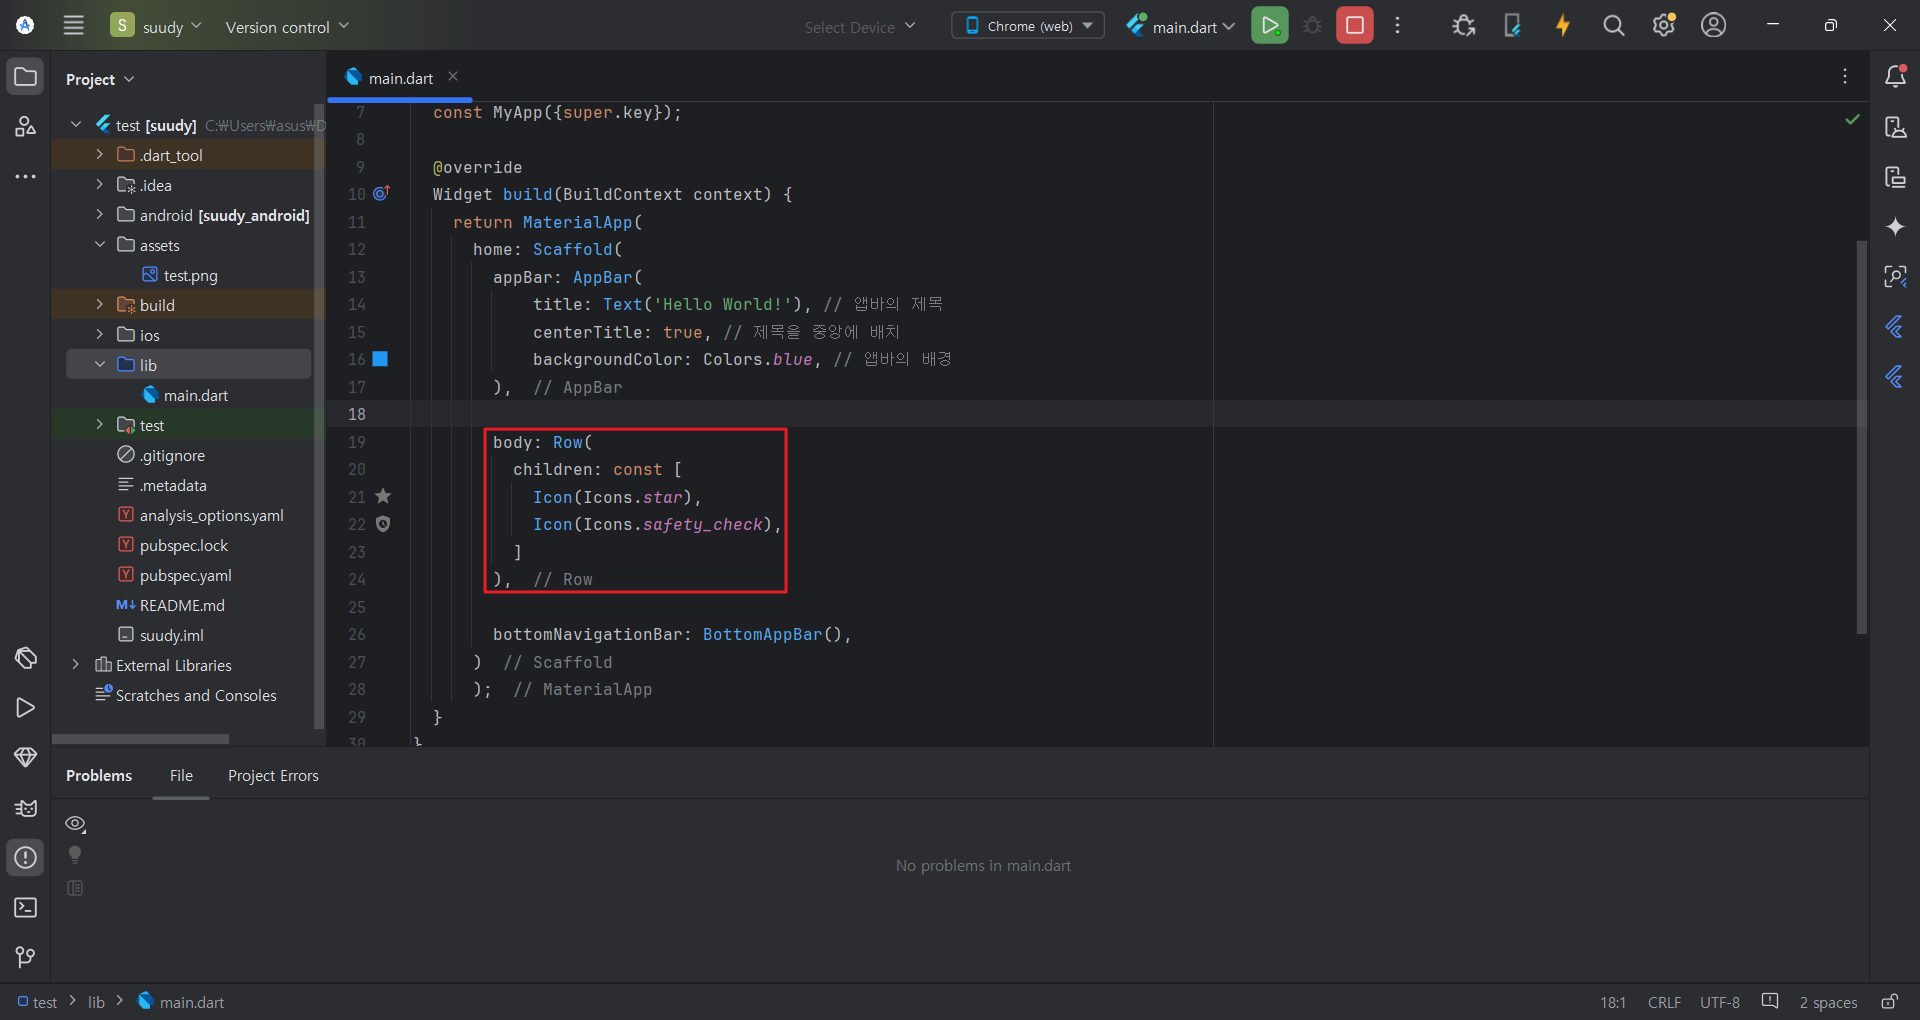 S suudy Version control Select Device Chrome (web) main.dart
Project
main.dart
test [suudy] C:₩Users₩asus₩D
.dart_tool
.idea
android [suudy_android]
assets
test.png
build
ios
lib
main.dart
test
.gitignore
.metadata
analysis_options.yaml
pubspec.lock
pubspec.yaml
M↓ README.md
suudy.iml
External Libraries
Scratches and Consoles
7 const MyApp({super.key});
8
9 @override
10 Widget build(BuildContext context) {
11 return MaterialApp(
12 home: Scaffold(
13 appBar: AppBar(
14 title: Text('Hello World!'), // 앱바의 제목
15 centerTitle: true, // 제목을 중앙에 배치
16 backgroundColor: Colors.blue, // 앱바의 배경
17 ), // AppBar
18
19 body: Row(
20 children: const [
21 Icon(Icons.star),
22 Icon(Icons.safety_check),
23 ]
24 ), // Row
25
26 bottomNavigationBar: BottomAppBar(),
27 ) // Scaffold
28 ); // MaterialApp
29 }
30 }
Problems File Project Errors
No problems in main.dart
test > lib > main.dart
18:1 CRLF UTF-8 2 spaces